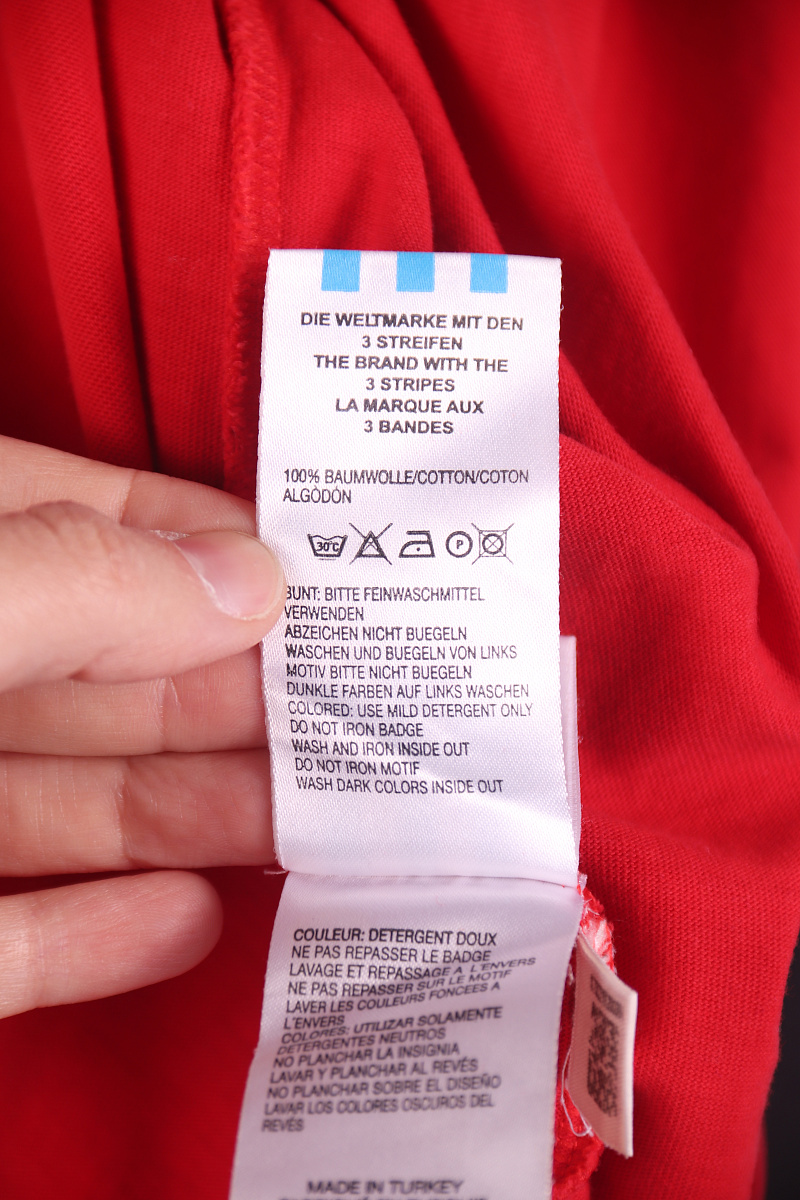 DIE WELTMARKE MIT DEN
3 STREIFEN
THE BRAND WITH THE
3 STRIPES
LA MARQUE AUX
3 BANDES
100% BAUMWOLLE/COTTON/COTON
ALGÒDÓN
30°C P
BUNT: BITTE FEINWASCHMITTEL
VERWENDEN
ABZEICHEN NICHT BUEGELN
WASCHEN UND BUEGELN VON LINKS
MOTIV BITTE NICHT BUEGELN
DUNKLE FARBEN AUF LINKS WASCHEN
COLORED: USE MILD DETERGENT ONLY
DO NOT IRON BADGE
WASH AND IRON INSIDE OUT
DO NOT IRON MOTIF
WASH DARK COLORS INSIDE OUT
COULEUR: DETERGENT DOUX
NE PAS REPASSER LE BADGE
LAVAGE ET REPASSAGE A L'ENVERS
NE PAS REPASSER SUR LE MOTIF
LAVER LES COULEURS FONCEES A
L'ENVERS
COLORES: UTILIZAR SOLAMENTE
DETERGENTES NEUTROS
NO PLANCHAR LA INSIGNIA
LAVAR Y PLANCHAR AL REVÉS
NO PLANCHAR SOBRE EL DISEÑO
LAVAR LOS COLORES OSCUROS DEL
REVÉS
MADE IN TURKEY